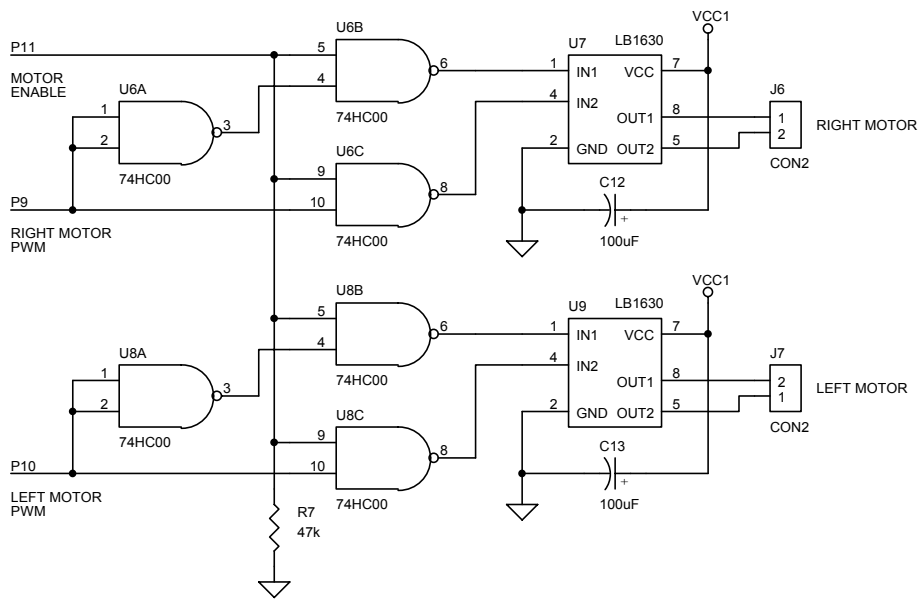 VCC1
U6B
P11
5
6
U7
LB1630
MOTOR
ENABLE
U6A
4
1
IN1
VCC
7
J6
1
3
74HC00
4
IN2
OUT1
8
1
RIGHT MOTOR
2
U6C
2
GND
OUT2
5
2
74HC00
9
8
C12
CON2
P9
10
+
RIGHT MOTOR
PWM
74HC00
100uF
VCC1
U8B
U9
LB1630
5
6
1
IN1
VCC
7
U8A
4
4
IN2
J7
1
3
74HC00
OUT1
8
2
LEFT MOTOR
2
U8C
2
GND
OUT2
5
1
74HC00
9
8
C13
CON2
P10
10
+
LEFT MOTOR
PWM
74HC00
100uF
R7
47k